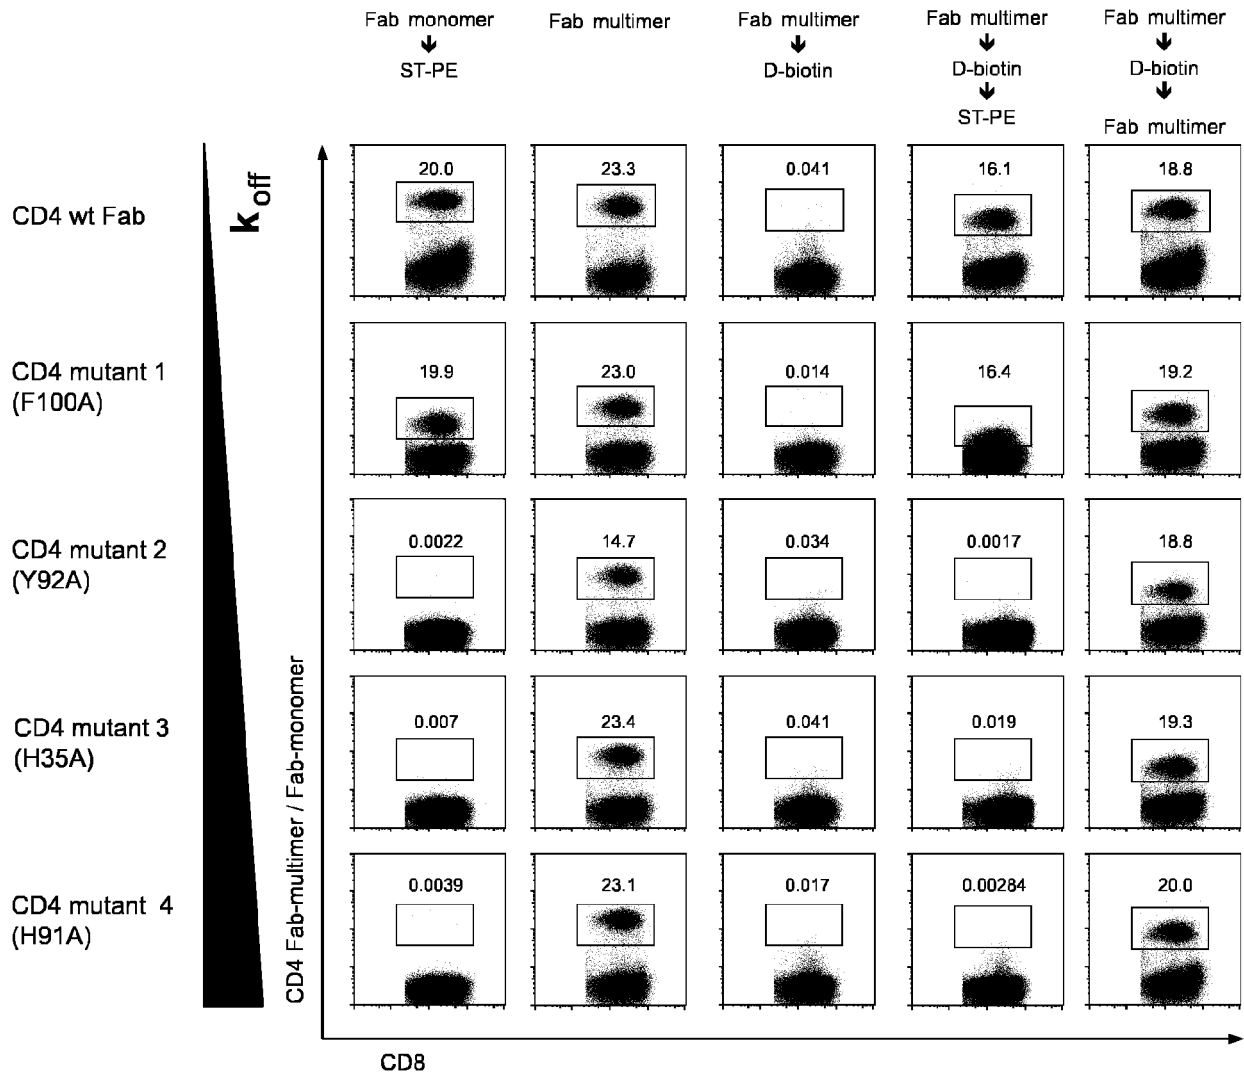 Fab monomer
ST-PE
Fab multimer
Fab multimer
D-biotin
Fab multimer
D-biotin
ST-PE
Fab multimer
D-biotin
Fab multimer
koff
CD4 wt Fab
20.0
23.3
0.041
16.1
18.8
CD4 mutant 1
(F100A)
19.9
23.0
0.014
16.4
19.2
CD4 mutant 2
(Y92A)
0.0022
14.7
0.034
0.0017
18.8
CD4 mutant 3
(H35A)
0.007
23.4
0.041
0.019
19.3
CD4 mutant 4
(H91A)
0.0039
23.1
0.017
0.00284
20.0
CD4 Fab-multimer / Fab-monomer
CD8